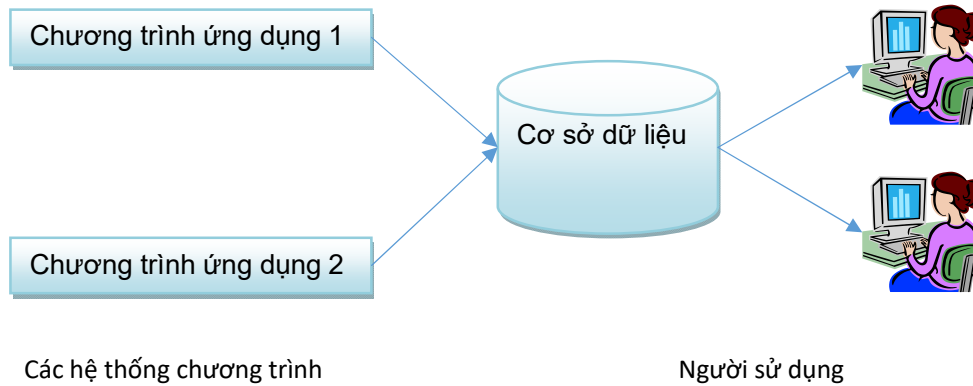 Chương trình ứng dụng 1
Cơ sở dữ liệu
Chương trình ứng dụng 2
Các hệ thống chương trình
Người sử dụng